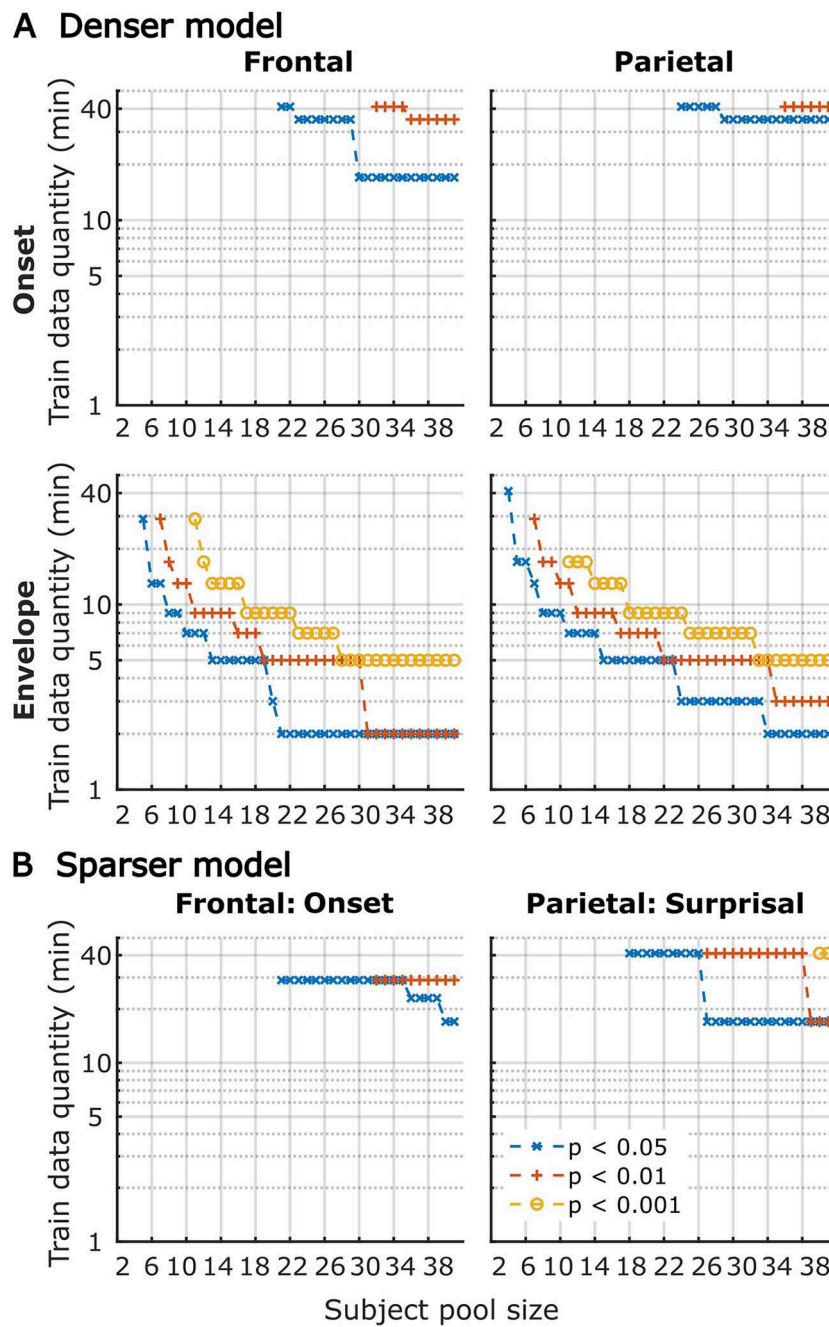 A Denser model
Frontal
Parietal
Onset
Train data quantity (min)
40
10
5
1
2 6 10 14 18 22 26 30 34 38
2 6 10 14 18 22 26 30 34 38
Envelope
Train data quantity (min)
40
10
5
1
2 6 10 14 18 22 26 30 34 38
2 6 10 14 18 22 26 30 34 38
B Sparser model
Frontal: Onset
Parietal: Surprisal
Train data quantity (min)
40
10
5
1
p < 0.05
p < 0.01
p < 0.001
2 6 10 14 18 22 26 30 34 38
2 6 10 14 18 22 26 30 34 38
Subject pool size